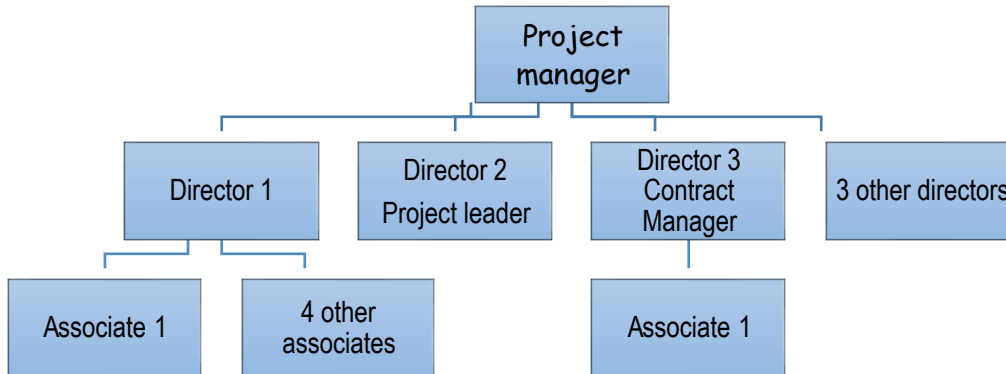 Project
manager
Director 1
Director 2
Project leader
Director 3
Contract
Manager
3 other directors
Associate 1
4 other
associates
Associate 1